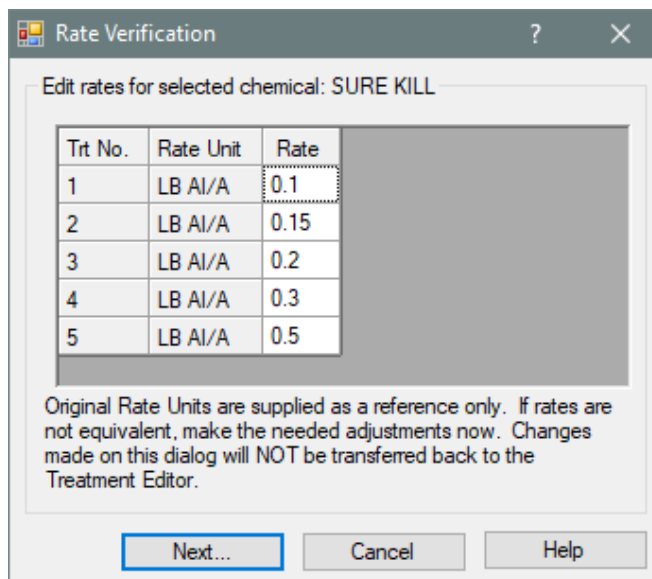 Rate Verification
?
Edit rates for selected chemical: SURE KILL
Trt No. Rate Unit Rate
1 LB AI/A 0.1
2 LB AI/A 0.15
3 LB AI/A 0.2
4 LB AI/A 0.3
5 LB AI/A 0.5
Original Rate Units are supplied as a reference only. If rates are
not equivalent, make the needed adjustments now. Changes
made on this dialog will NOT be transferred back to the
Treatment Editor.
Next... Cancel Help